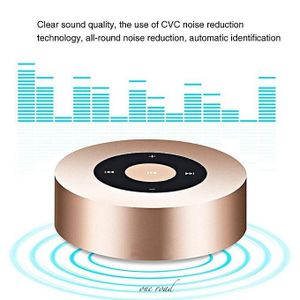 Clear sound quality, the use of CVC noise reduction
technology, all-round noise reduction, automatic identification
one road